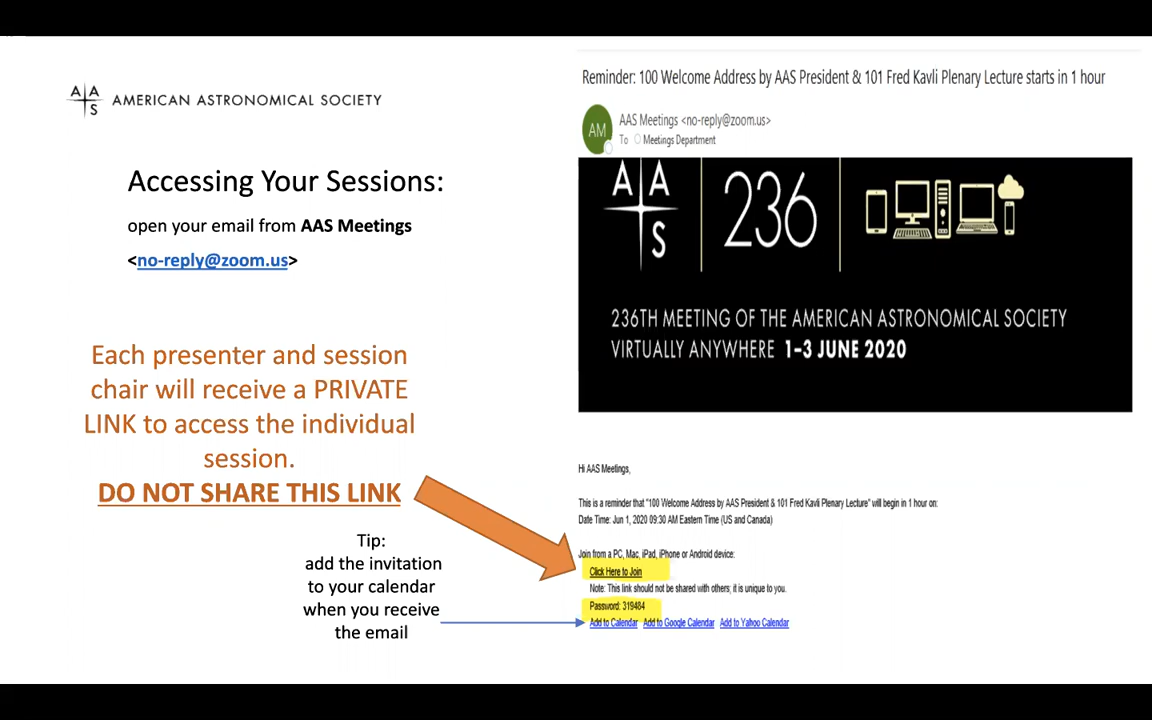 A A
S
AMERICAN ASTRONOMICAL SOCIETY
Accessing Your Sessions:
open your email from AAS Meetings
<no-reply@zoom.us>
Each presenter and session
chair will receive a PRIVATE
LINK to access the individual
session.
DO NOT SHARE THIS LINK
Tip:
add the invitation
to your calendar
when you receive
the email
Reminder: 100 Welcome Address by AAS President & 101 Fred Kavli Plenary Lecture starts in 1 hour
AM
AAS Meetings <no-reply@zoom.us>
To Meetings Department
A A
S
236
236TH MEETING OF THE AMERICAN ASTRONOMICAL SOCIETY
VIRTUALLY ANYWHERE 1–3 JUNE 2020
Hi AAS Meetings,
This is a reminder that "100 Welcome Address by AAS President & 101 Fred Kavli Plenary Lecture" will begin in 1 hour on:
Date Time: Jun 1, 2020 09:30 AM Eastern Time (US and Canada)
Join from a PC, Mac, iPad, iPhone or Android device:
Click Here to Join
Note: This link should not be shared with others; it is unique to you.
Password: 319484
Add to Calendar Add to Google Calendar Add to Yahoo Calendar